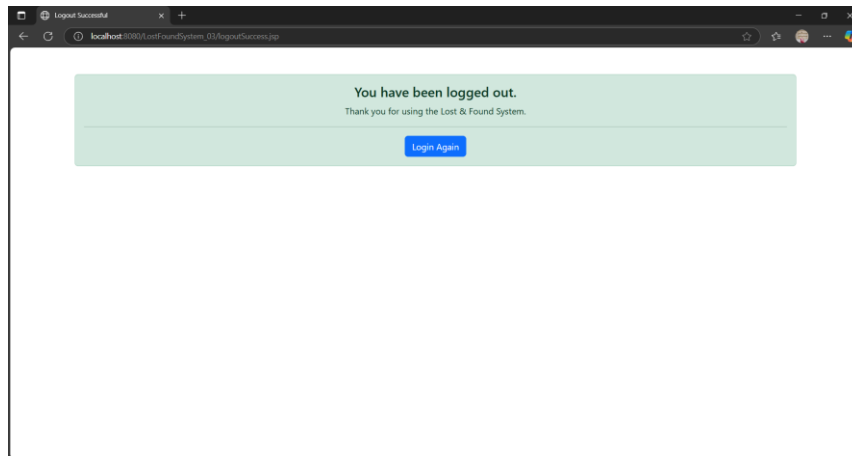 Logout Successful
localhost:8080/LostFoundSystem_03/logoutSuccess.jsp
You have been logged out.
Thank you for using the Lost & Found System.
Login Again